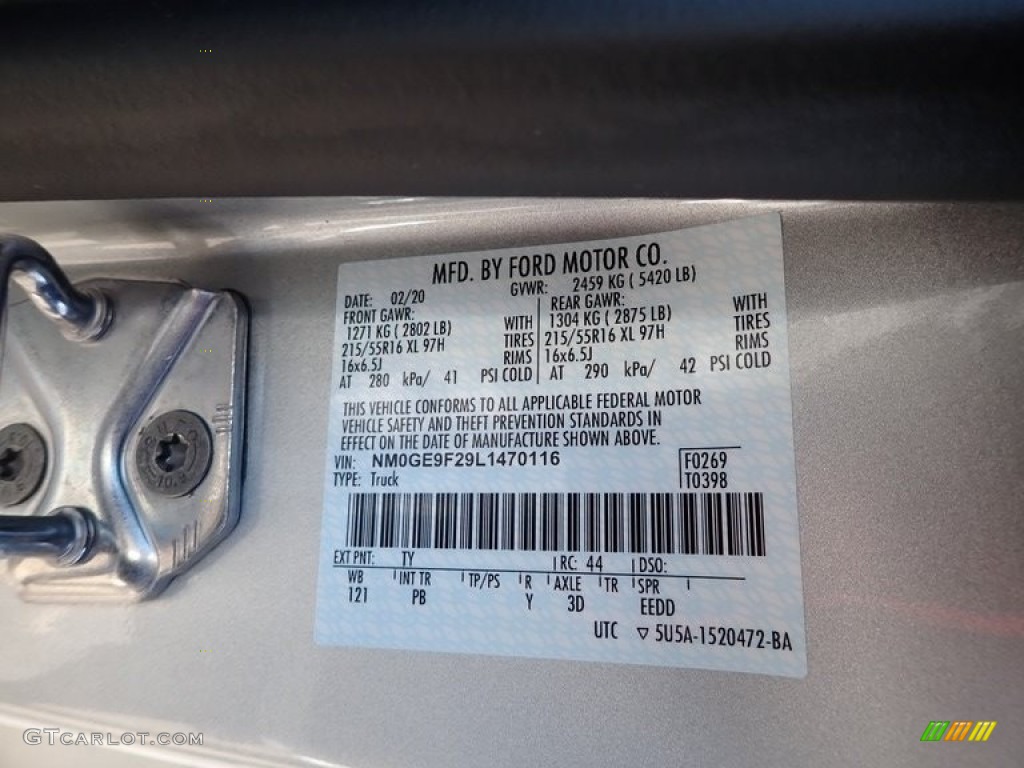 MFD. BY FORD MOTOR CO.
DATE: 02/20 GVWR: 2459 KG ( 5420 LB)
FRONT GAWR: REAR GAWR:
1271 KG ( 2802 LB) WITH 1304 KG ( 2875 LB) WITH
215/55R16 XL 97H TIRES 215/55R16 XL 97H TIRES
16x6.5J RIMS 16x6.5J RIMS
AT 280 kPa/ 41 PSI COLD AT 290 kPa/ 42 PSI COLD
THIS VEHICLE CONFORMS TO ALL APPLICABLE FEDERAL MOTOR
VEHICLE SAFETY AND THEFT PREVENTION STANDARDS IN
EFFECT ON THE DATE OF MANUFACTURE SHOWN ABOVE.
VIN: NM0GE9F29L1470116 F0269
TYPE: Truck T0398
EXT PNT: TY RC: 44 DSO:
WB INT TR TP/PS R AXLE TR SPR
121 PB Y 3D EEDD
UTC ▽ 5U5A-1520472-BA
GTCARLOT.COM